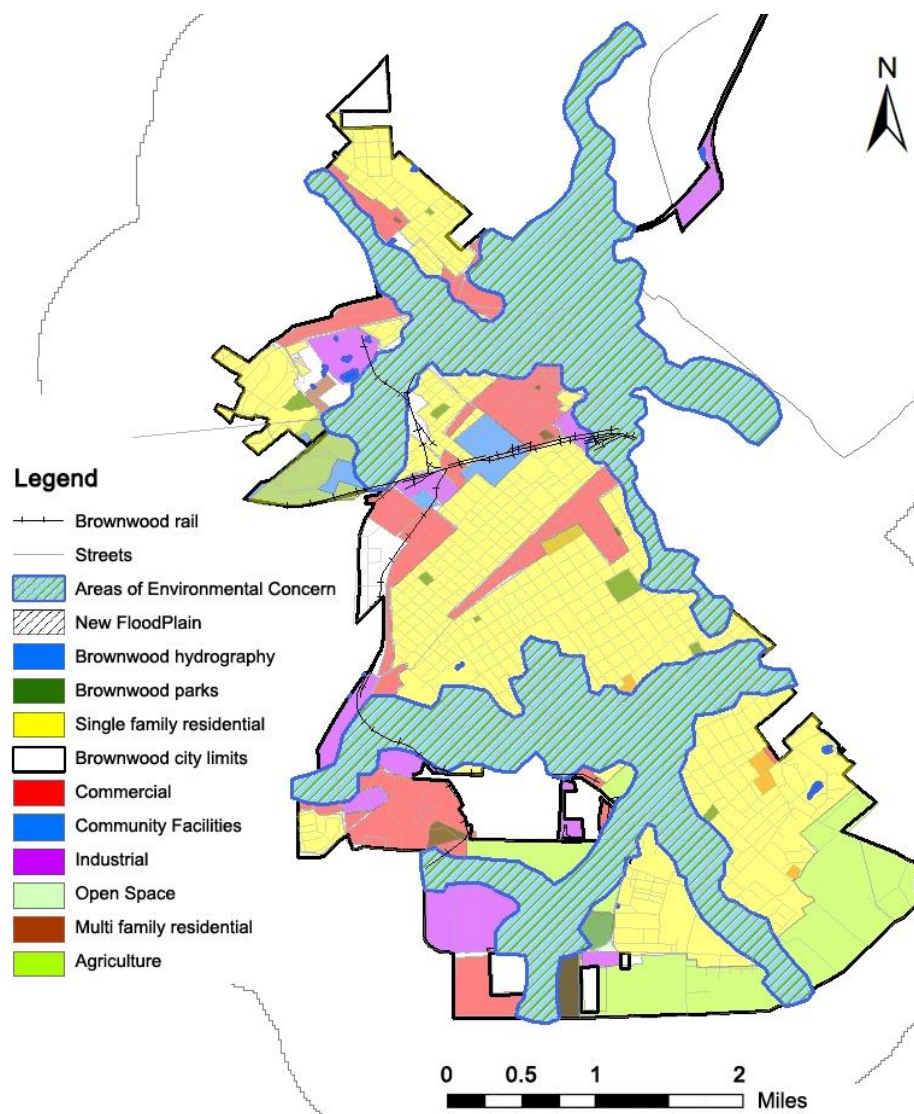 N
Legend
Brownwood rail
Streets
Areas of Environmental Concern
New FloodPlain
Brownwood hydrography
Brownwood parks
Single family residential
Brownwood city limits
Commercial
Community Facilities
Industrial
Open Space
Multi family residential
Agriculture
0 0.5 1 2
Miles